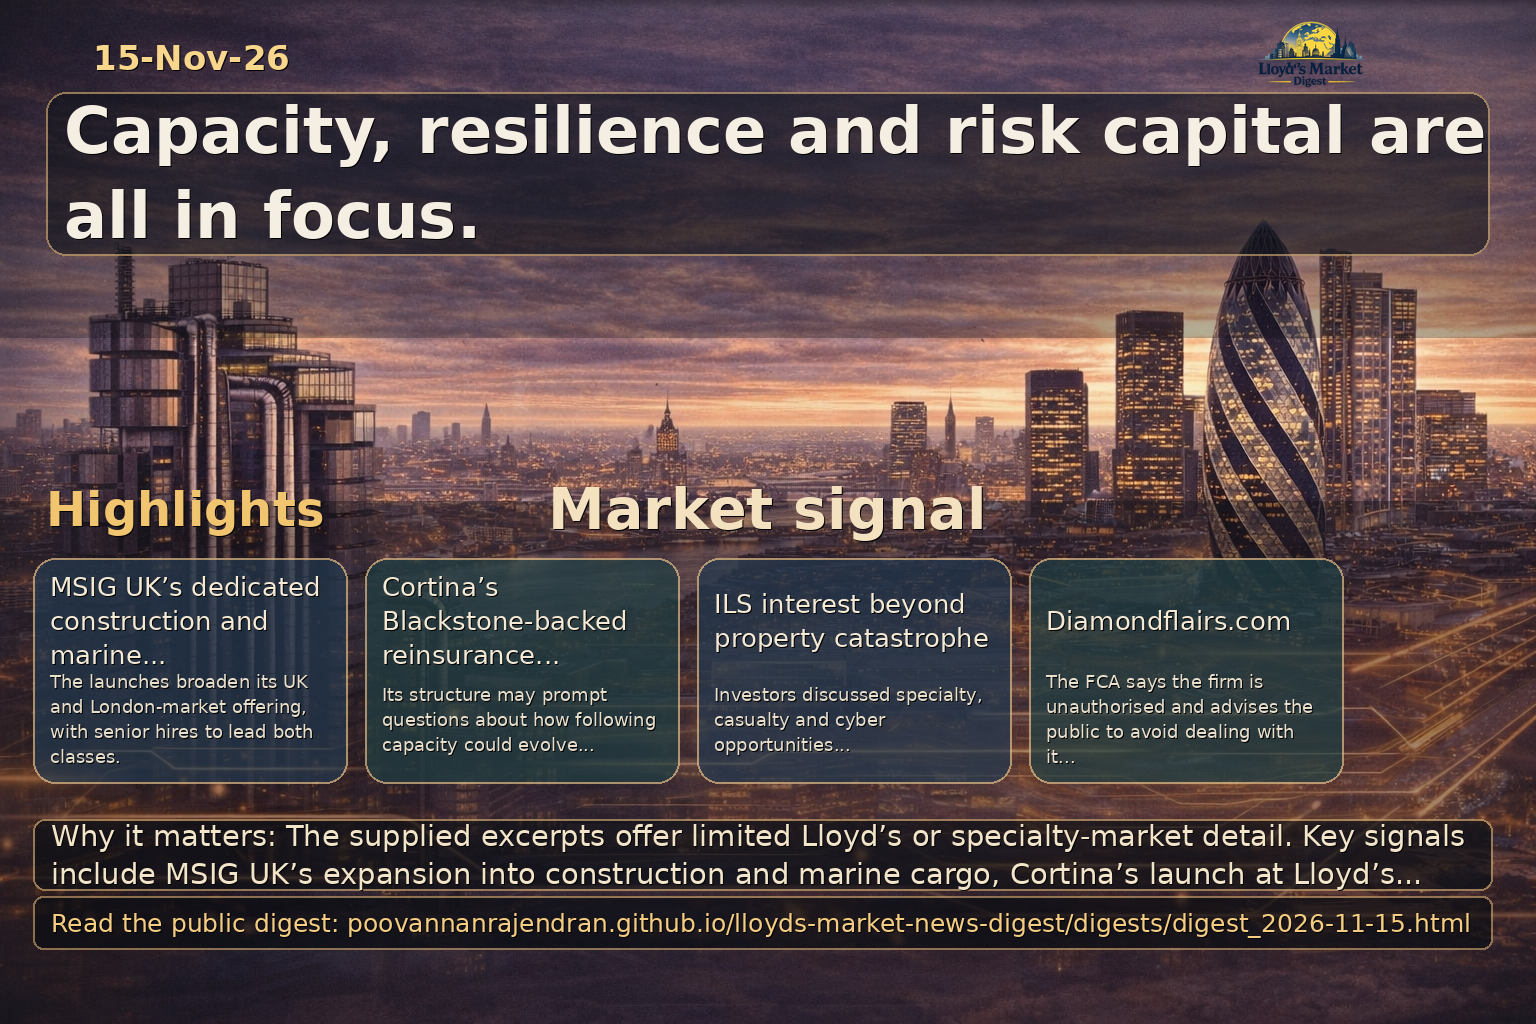 15-Nov-26
Lloyd's Market
Digest
Capacity, resilience and risk capital are
all in focus.
Highlights
Market signal
MSIG UK’s dedicated
construction and
marine...
The launches broaden its UK
and London-market offering,
with senior hires to lead both
classes.
Cortina’s
Blackstone-backed
reinsurance...
Its structure may prompt
questions about how following
capacity could evolve...
ILS interest beyond
property catastrophe
Investors discussed specialty,
casualty and cyber
opportunities...
Diamondflairs.com
The FCA says the firm is
unauthorised and advises the
public to avoid dealing with
it...
Why it matters: The supplied excerpts offer limited Lloyd’s or specialty-market detail. Key signals
include MSIG UK’s expansion into construction and marine cargo, Cortina’s launch at Lloyd’s...
Read the public digest: poovannanrajendran.github.io/lloyds-market-news-digest/digests/digest_2026-11-15.html